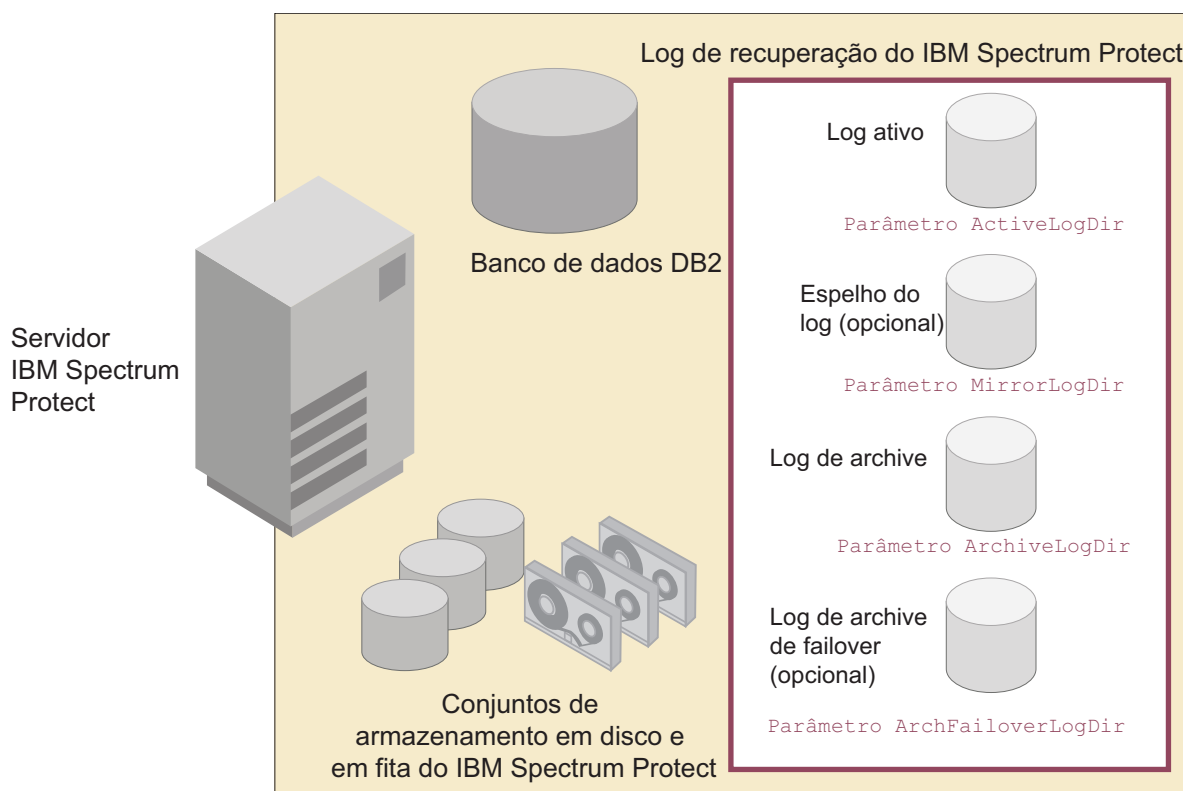 Log de recuperação do IBM Spectrum Protect
Log ativo
Parâmetro ActiveLogDir
Banco de dados DB2
Espelho do
log (opcional)
Parâmetro MirrorLogDir
Servidor
IBM Spectrum
Protect
Log de archive
Parâmetro ArchiveLogDir
Log de archive
de failover
(opcional)
Parâmetro ArchFailoverLogDir
Conjuntos de
armazenamento em disco e
em fita do IBM Spectrum Protect